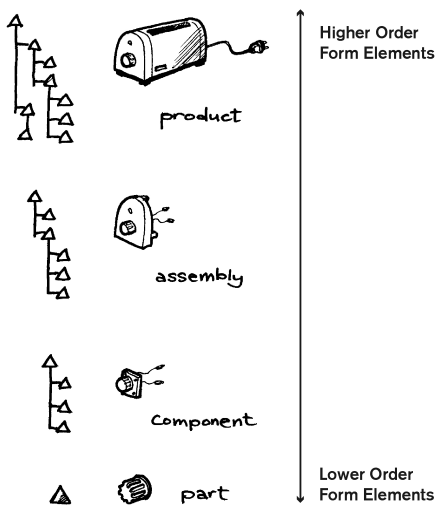 Higher Order
Form Elements
product
assembly
component
part
Lower Order
Form Elements